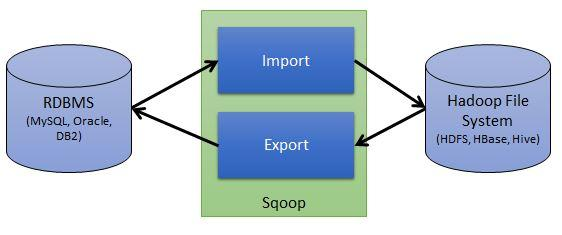 RDBMS
(MySQL, Oracle,
DB2)
Import
Export
Sqoop
Hadoop File
System
(HDFS, HBase, Hive)